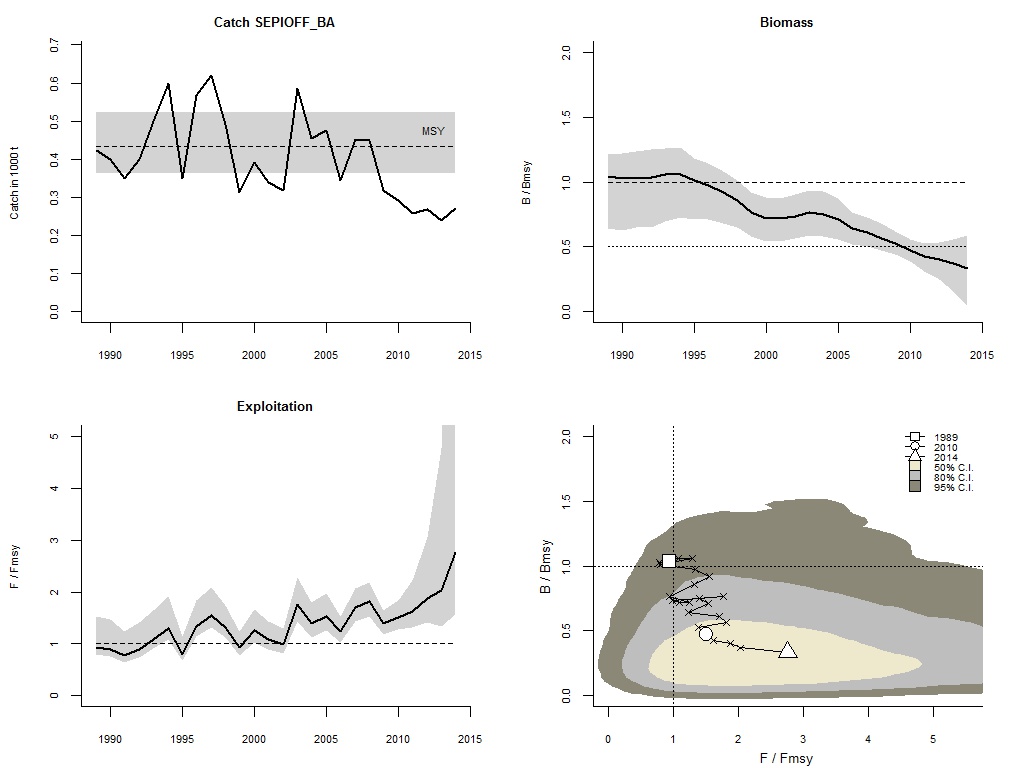 Catch SEPIOFF_BA
Catch in 1000 t
0.7
0.6
0.5
0.4
0.3
0.2
0.1
0.0
MSY
1990 1995 2000 2005 2010 2015
Biomass
B / Bmsy
2.0
1.5
1.0
0.5
0.0
1990 1995 2000 2005 2010 2015
Exploitation
F / Fmsy
5
4
3
2
1
0
1990 1995 2000 2005 2010 2015
B / Bmsy
2.0
1.5
1.0
0.5
0.0
1989
2010
2014
50% C.I.
80% C.I.
95% C.I.
0 1 2 3 4 5
F / Fmsy